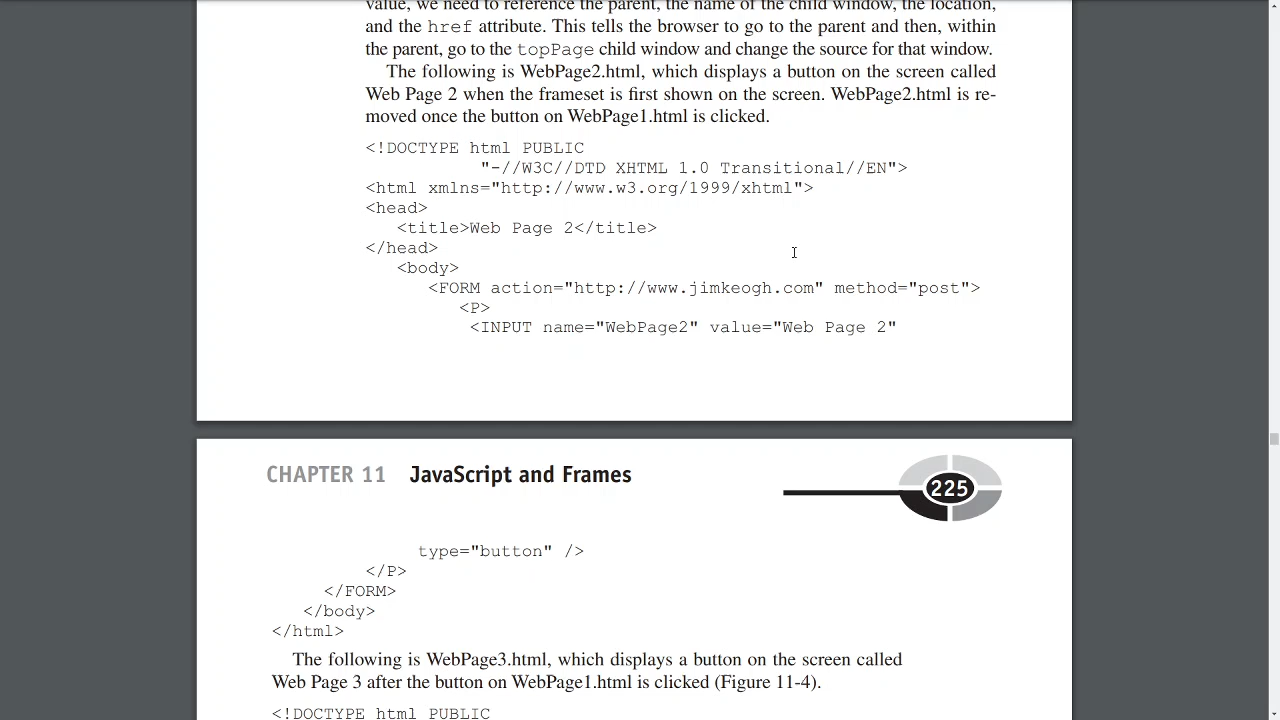 value, we need to reference the parent, the name of the child window, the location,
and the href attribute. This tells the browser to go to the parent and then, within
the parent, go to the topPage child window and change the source for that window.
The following is WebPage2.html, which displays a button on the screen called
Web Page 2 when the frameset is first shown on the screen. WebPage2.html is re-
moved once the button on WebPage1.html is clicked.
<!DOCTYPE html PUBLIC
"-//W3C//DTD XHTML 1.0 Transitional//EN">
<html xmlns="http://www.w3.org/1999/xhtml">
<head>
<title>Web Page 2</title>
</head>
<body>
<FORM action="http://www.jimkeogh.com" method="post">
<P>
<INPUT name="WebPage2" value="Web Page 2"
CHAPTER 11 JavaScript and Frames 225
type="button" />
</P>
</FORM>
</body>
</html>
The following is WebPage3.html, which displays a button on the screen called
Web Page 3 after the button on WebPage1.html is clicked (Figure 11-4).
<!DOCTYPE html PUBLIC